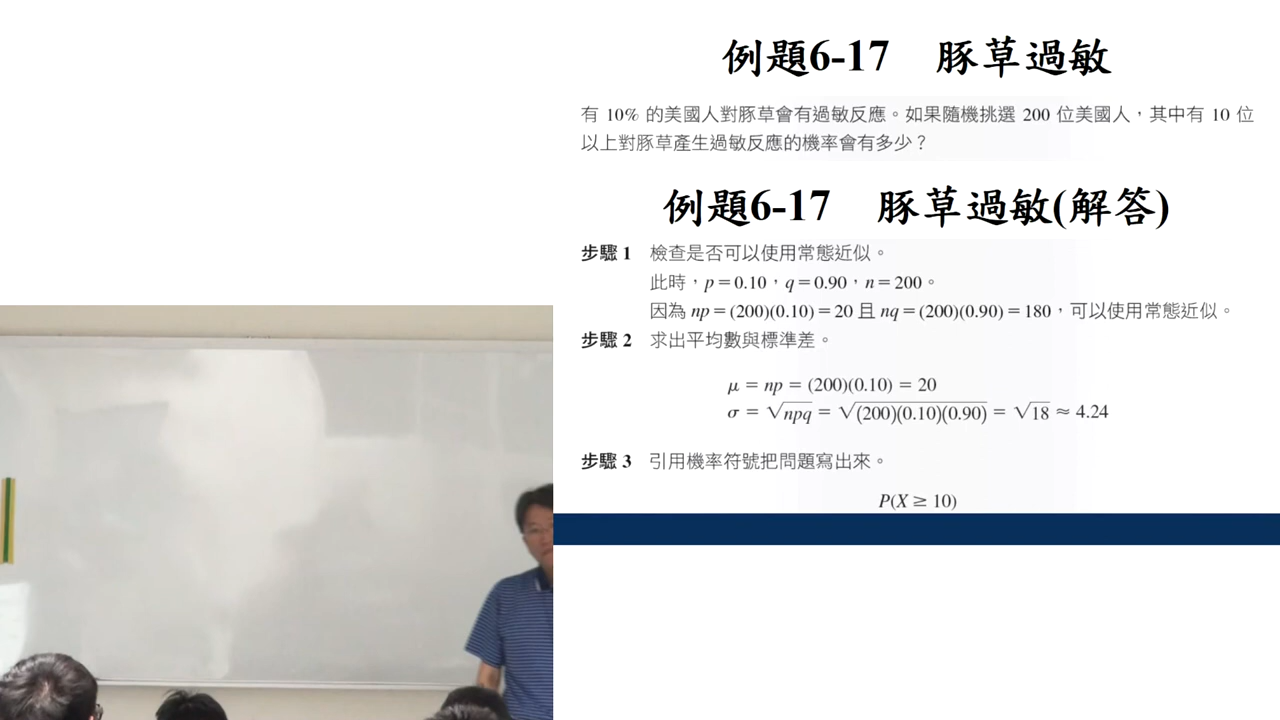 例題6-17 豚草過敏
有 10% 的美國人對豚草會有過敏反應。如果隨機挑選 200 位美國人，其中有 10 位
以上對豚草產生過敏反應的機率會有多少？
例題6-17 豚草過敏(解答)
步驟 1 檢查是否可以使用常態近似。
此時，p = 0.10，q = 0.90，n = 200。
因為 np = (200)(0.10) = 20 且 nq = (200)(0.90) = 180，可以使用常態近似。
步驟 2 求出平均數與標準差。
μ = np = (200)(0.10) = 20
σ = √npq = √(200)(0.10)(0.90) = √18 ≈ 4.24
步驟 3 引用機率符號把問題寫出來。
P(X ≥ 10)